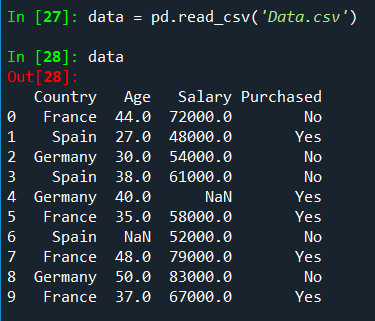 In [27]: data = pd.read_csv('Data.csv')
In [28]: data
Out[28]:
   Country   Age   Salary Purchased
0   France  44.0  72000.0        No
1    Spain  27.0  48000.0       Yes
2  Germany  30.0  54000.0        No
3    Spain  38.0  61000.0        No
4  Germany  40.0      NaN       Yes
5   France  35.0  58000.0       Yes
6    Spain   NaN  52000.0        No
7   France  48.0  79000.0       Yes
8  Germany  50.0  83000.0        No
9   France  37.0  67000.0       Yes